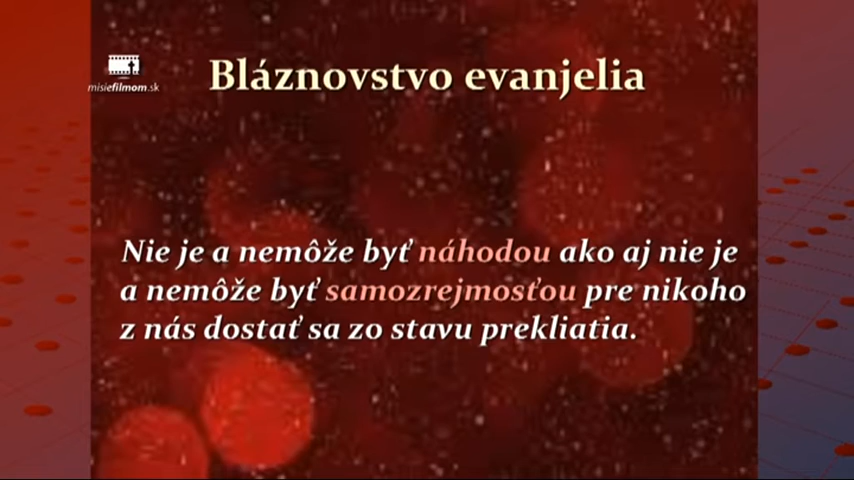 misiefilmom.sk
Bláznovstvo evanjelia
Nie je a nemôže byť náhodou ako aj nie je
a nemôže byť samozrejmosťou pre nikoho
z nás dostať sa zo stavu prekliatia.